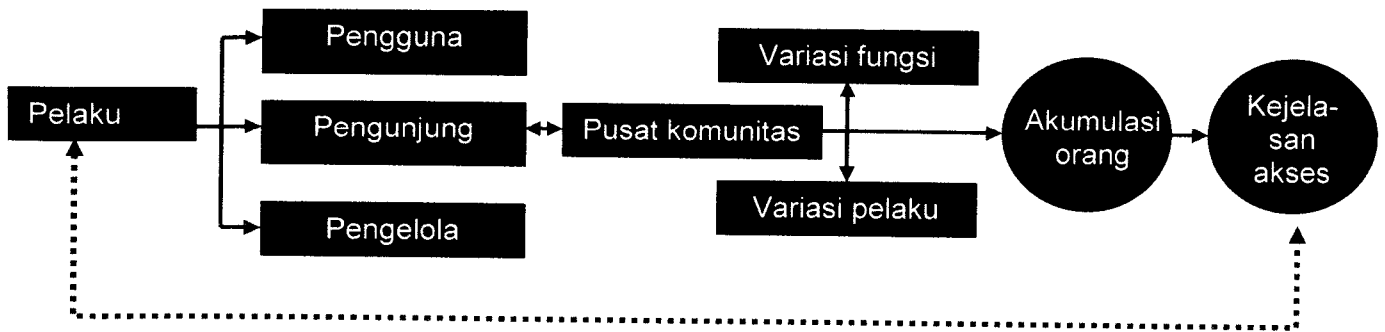 Pelaku
Pengguna
Pengunjung
Pengelola
Pusat komunitas
Variasi fungsi
Variasi pelaku
Akumulasi
orang
Kejela-
san
akses